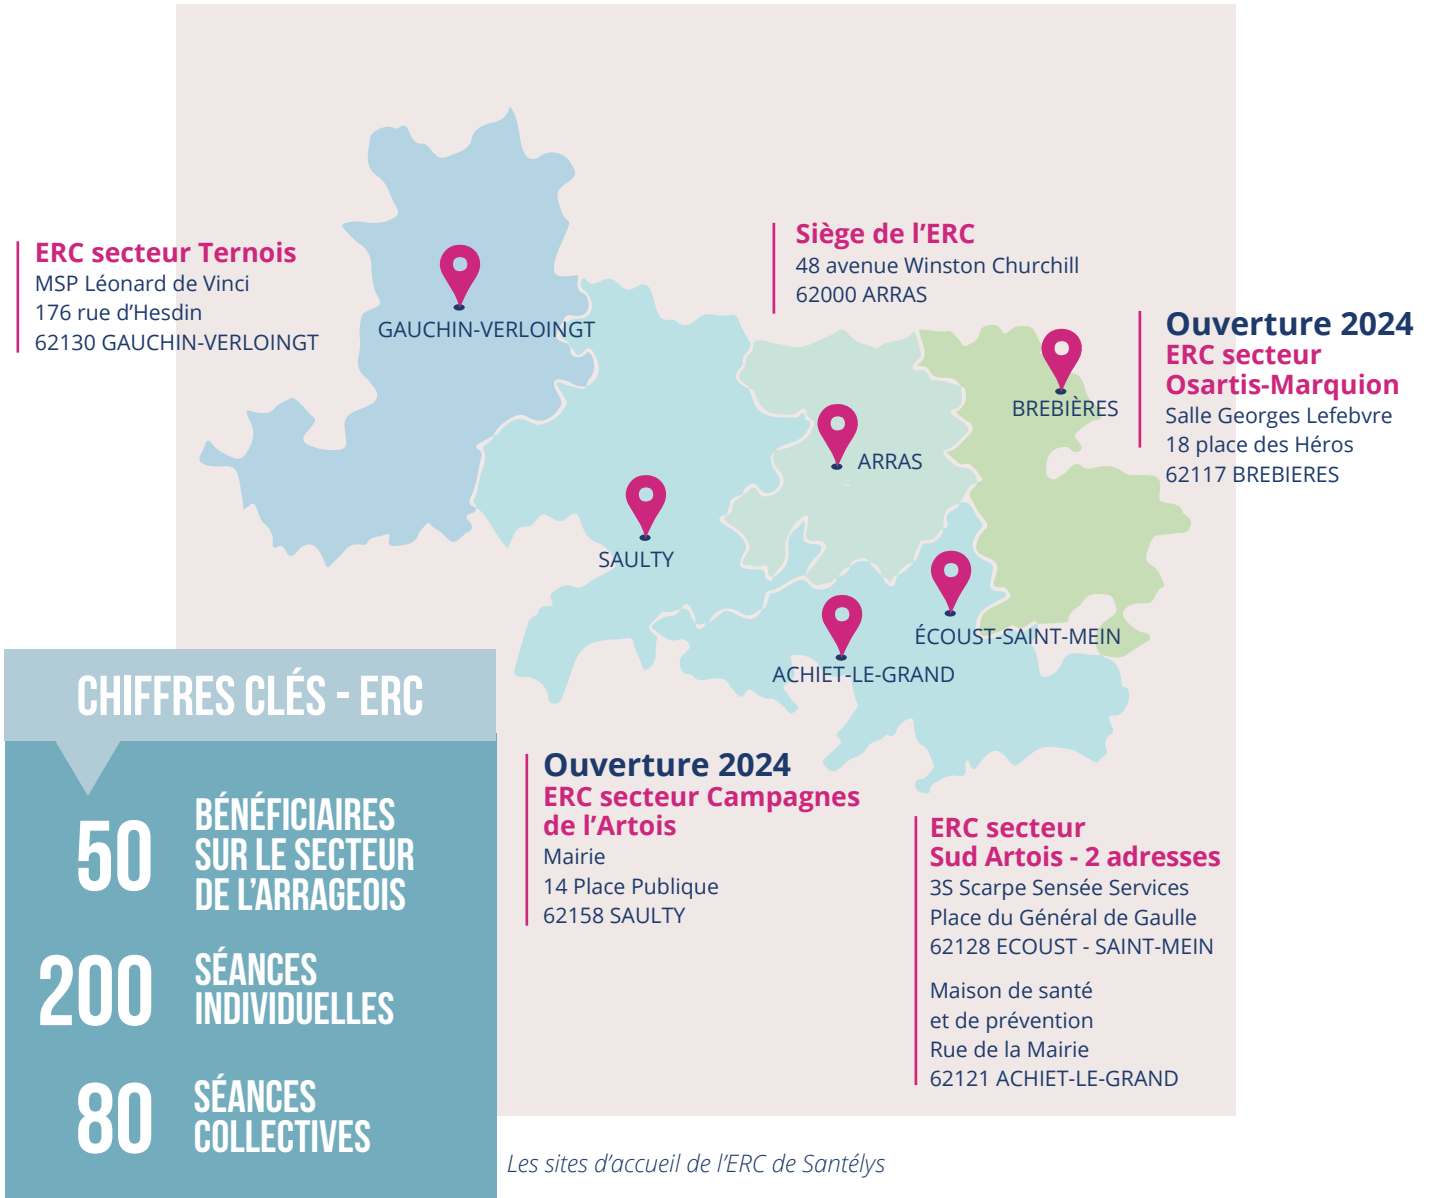 ERC secteur Ternois
MSP Léonard de Vinci
176 rue d'Hesdin
62130 GAUCHIN-VERLOINGT
Siège de l'ERC
48 avenue Winston Churchill
62000 ARRAS
Ouverture 2024
ERC secteur
Osartis-Marquion
Salle Georges Lefebvre
18 place des Héros
62117 BREBIERES
GAUCHIN-VERLOINGT
BREBIÈRES
ARRAS
SAULTY
ÉCOUST-SAINT-MEIN
ACHIET-LE-GRAND
CHIFFRES CLÉS - ERC
50
BÉNÉFICIAIRES
SUR LE SECTEUR
DE L'ARRAGEOIS
200
SÉANCES
INDIVIDUELLES
80
SÉANCES
COLLECTIVES
Ouverture 2024
ERC secteur Campagnes
de l'Artois
Mairie
14 Place Publique
62158 SAULTY
ERC secteur
Sud Artois - 2 adresses
3S Scarpe Sensée Services
Place du Général de Gaulle
62128 ECOUST - SAINT-MEIN
Maison de santé
et de prévention
Rue de la Mairie
62121 ACHIET-LE-GRAND
Les sites d'accueil de l'ERC de Santélys